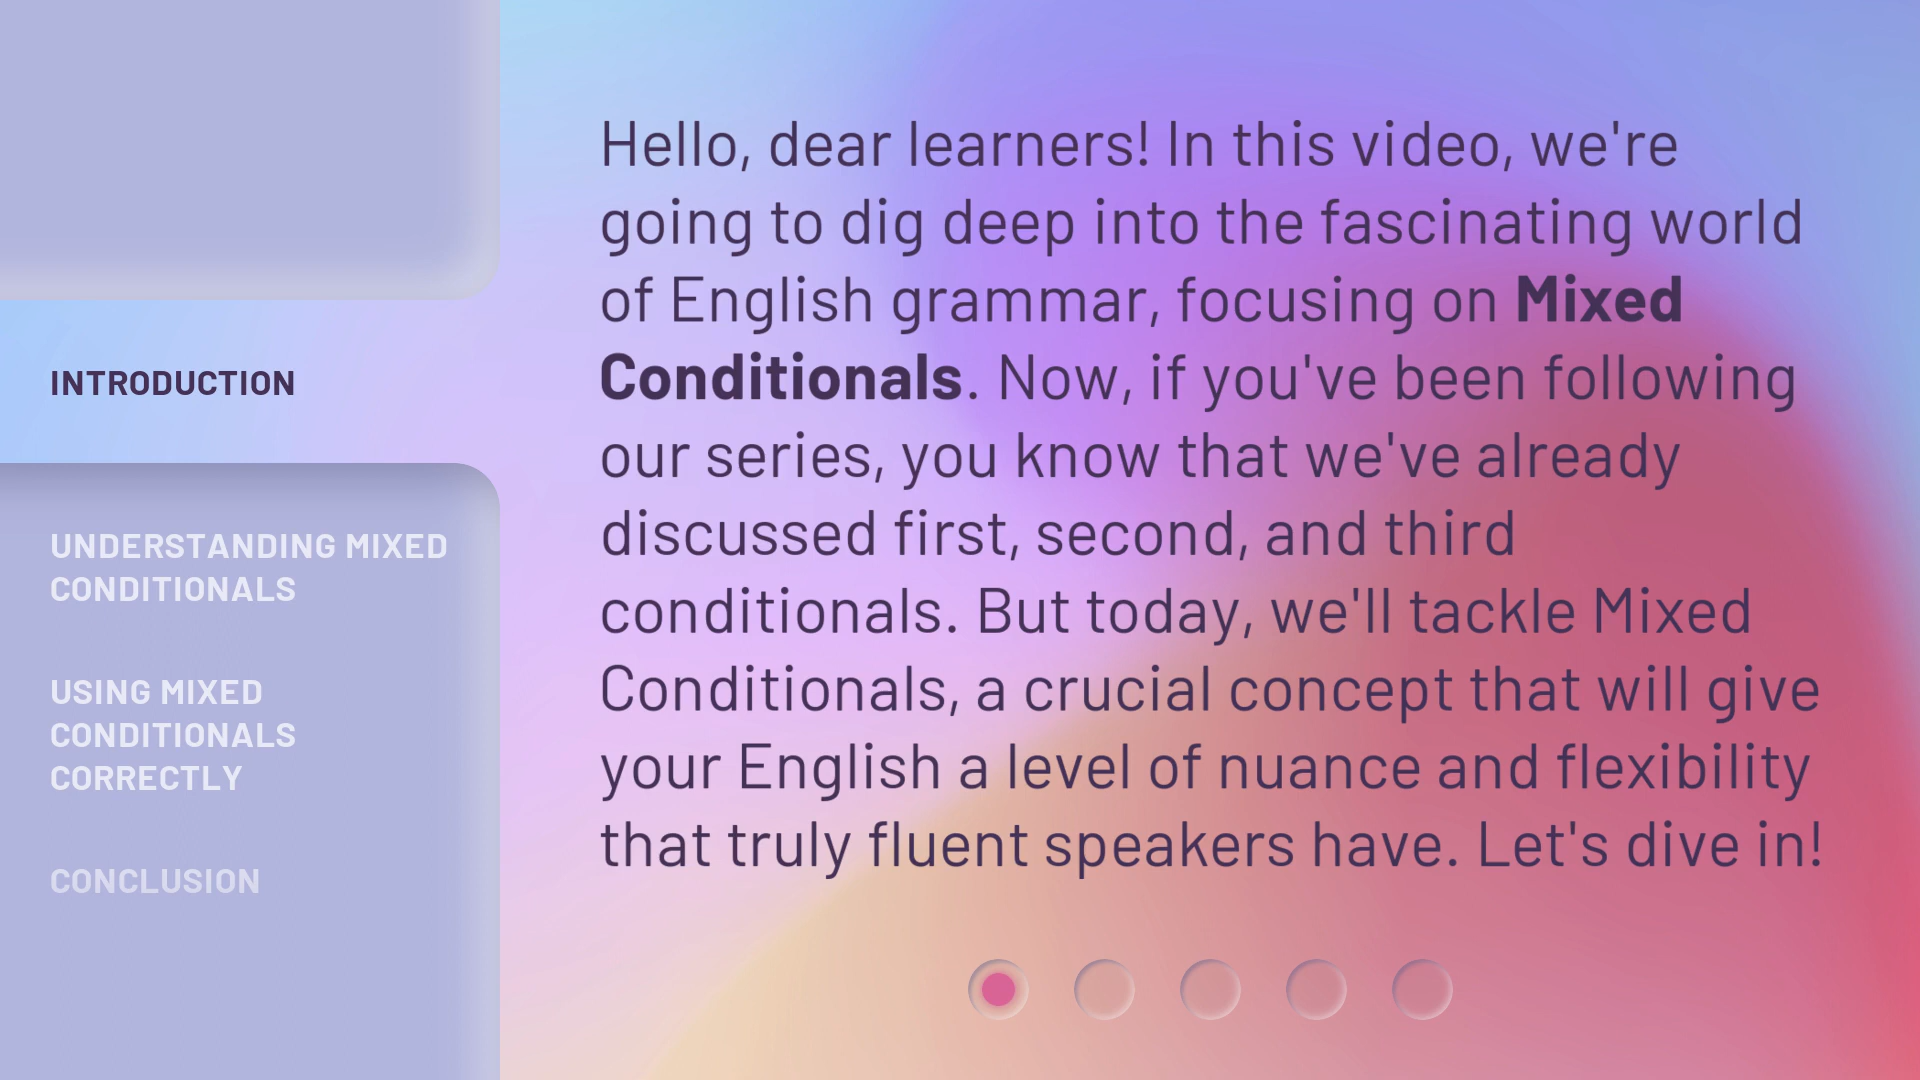 INTRODUCTION
UNDERSTANDING MIXED
CONDITIONALS
USING MIXED
CONDITIONALS
CORRECTLY
CONCLUSION
Hello, dear learners! In this video, we're
going to dig deep into the fascinating world
of English grammar, focusing on Mixed
Conditionals. Now, if you've been following
our series, you know that we've already
discussed first, second, and third
conditionals. But today, we'll tackle Mixed
Conditionals, a crucial concept that will give
your English a level of nuance and flexibility
that truly fluent speakers have. Let's dive in!